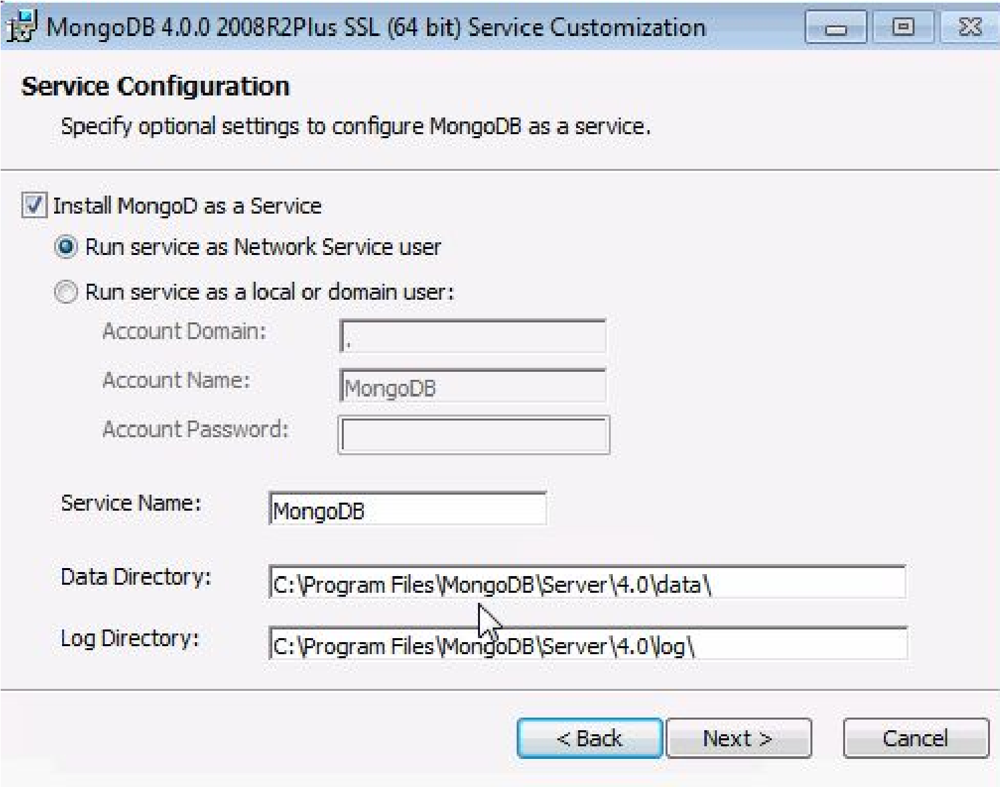 MongoDB 4.0.0 2008R2Plus SSL (64 bit) Service Customization
Service Configuration
Specify optional settings to configure MongoDB as a service.
Install MongoD as a Service
Run service as Network Service user
Run service as a local or domain user:
Account Domain: .
Account Name: MongoDB
Account Password:
Service Name: MongoDB
Data Directory: C:\Program Files\MongoDB\Server\4.0\data\
Log Directory: C:\Program Files\MongoDB\Server\4.0\log\
< Back Next > Cancel